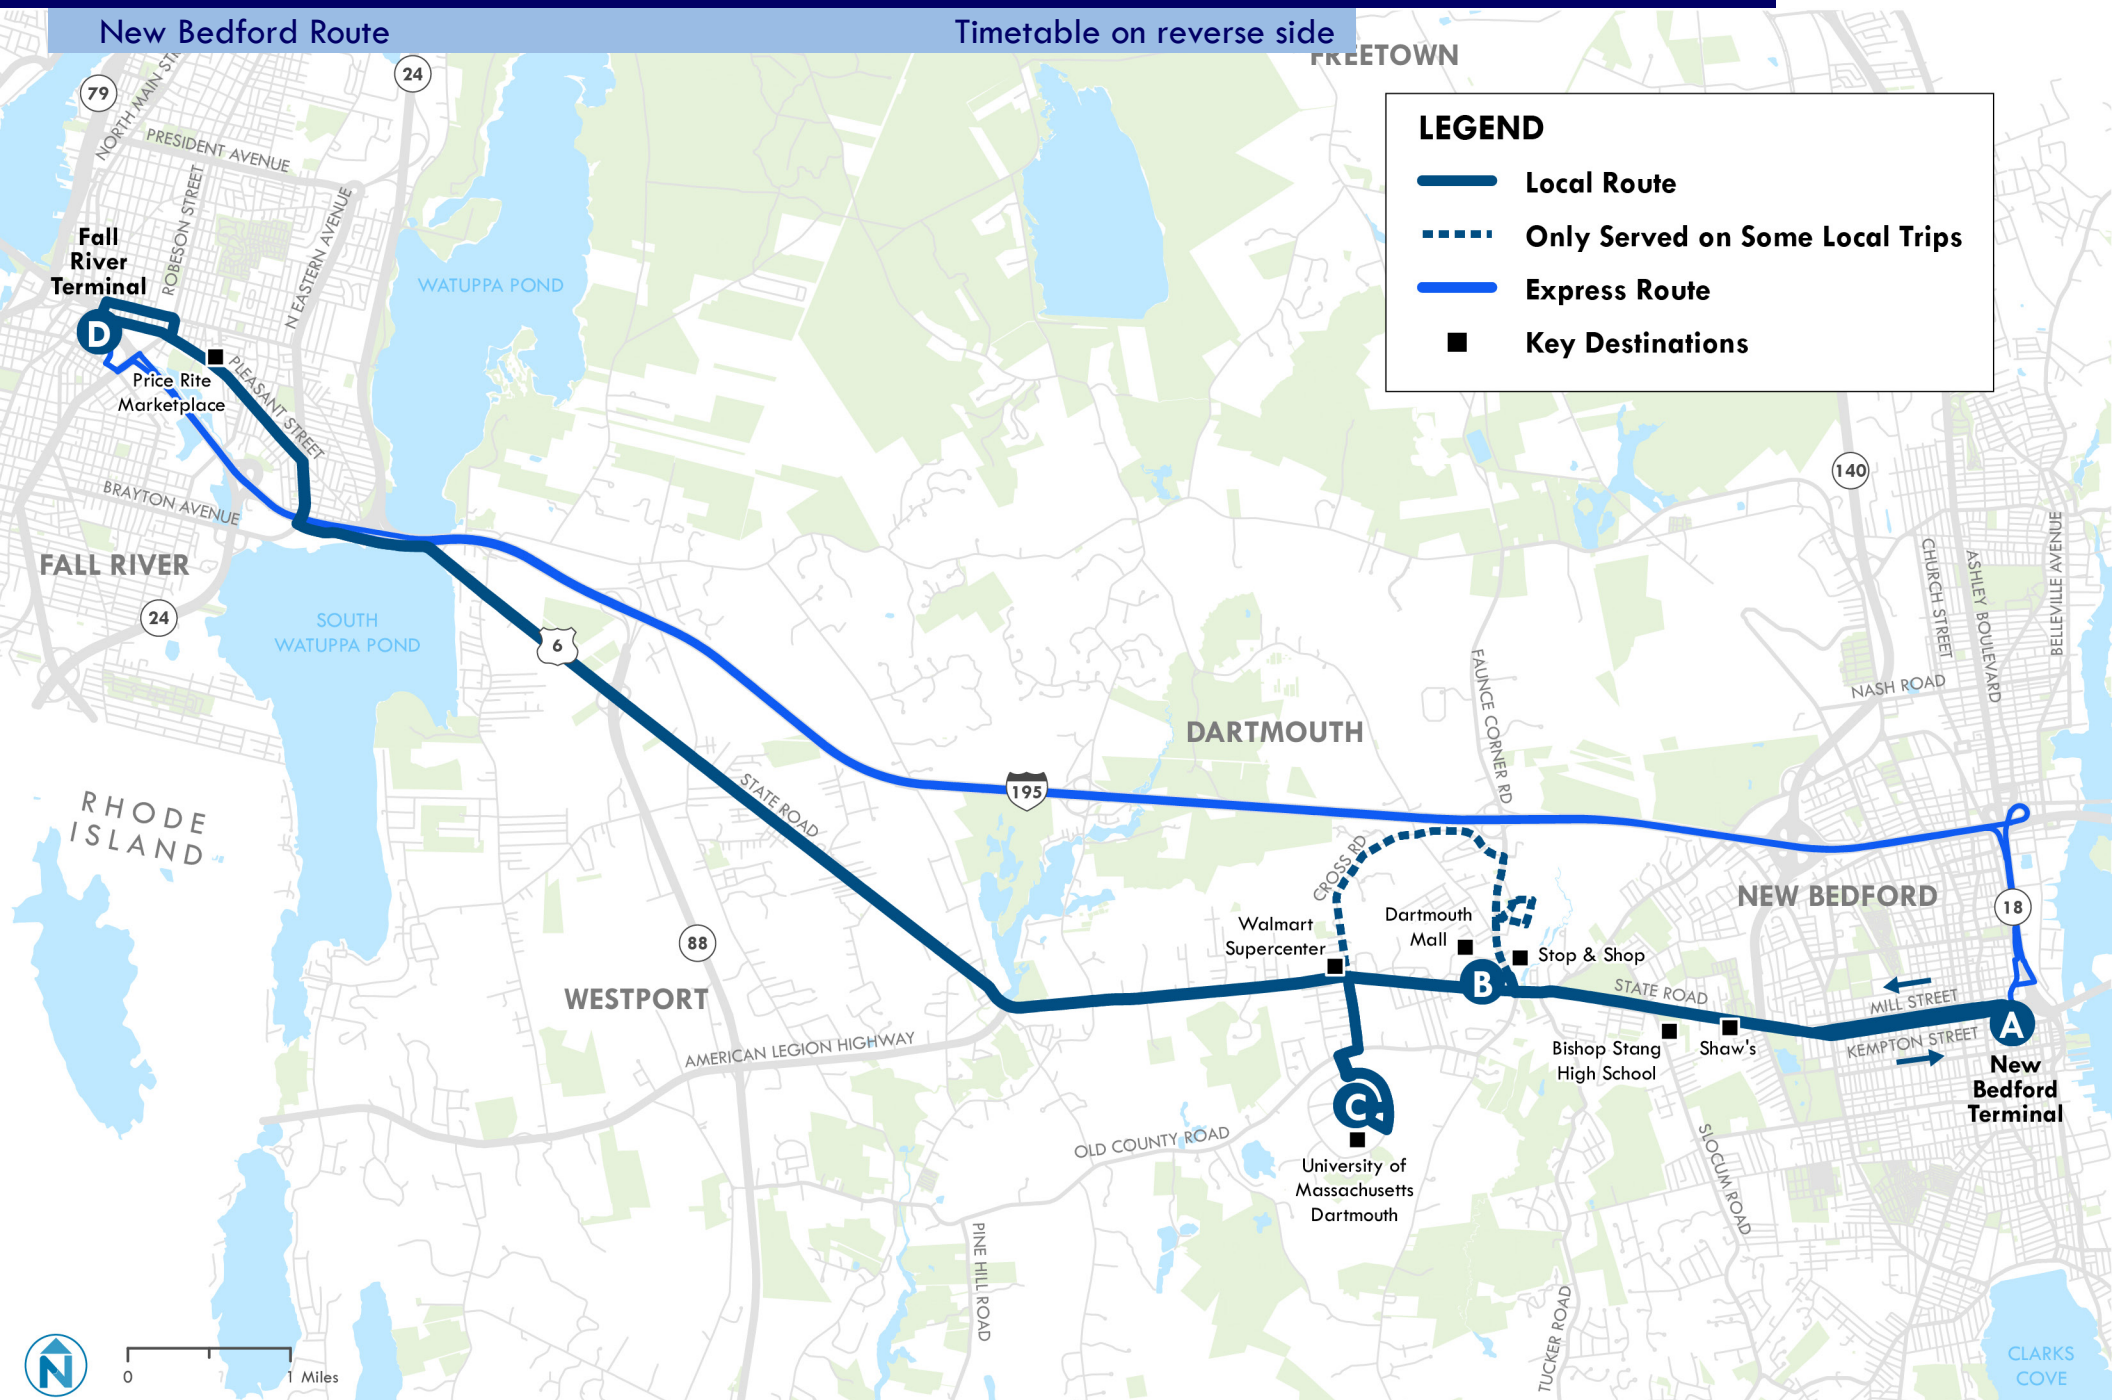 New Bedford Route
Timetable on reverse side
FREETOWN
LEGEND
Local Route
Only Served on Some Local Trips
Express Route
Key Destinations
24
79
NORTH MAIN ST
PRESIDENT AVENUE
ROBESON STREET
N EASTERN AVENUE
Fall
River
Terminal
D
WATUPPA POND
Price Rite
Marketplace
PLEASANT STREET
BRAYTON AVENUE
FALL RIVER
24
SOUTH
WATUPPA POND
6
140
CHURCH STREET
ASHLEY BOULEVARD
BELLEVILLE AVENUE
NASH ROAD
FAUNCE CORNER RD
DARTMOUTH
STATE ROAD
195
RHODE
ISLAND
CROSS RD
NEW BEDFORD
18
88
Walmart
Supercenter
Dartmouth
Mall
Stop & Shop
B
STATE ROAD
MILL STREET
KEMPTON STREET
A
New
Bedford
Terminal
WESTPORT
AMERICAN LEGION HIGHWAY
Bishop Stang
High School
Shaw's
C
University of
Massachusetts
Dartmouth
OLD COUNTY ROAD
SLOCUM ROAD
PINE HILL ROAD
TUCKER ROAD
CLARKS
COVE
N
0
1 Miles